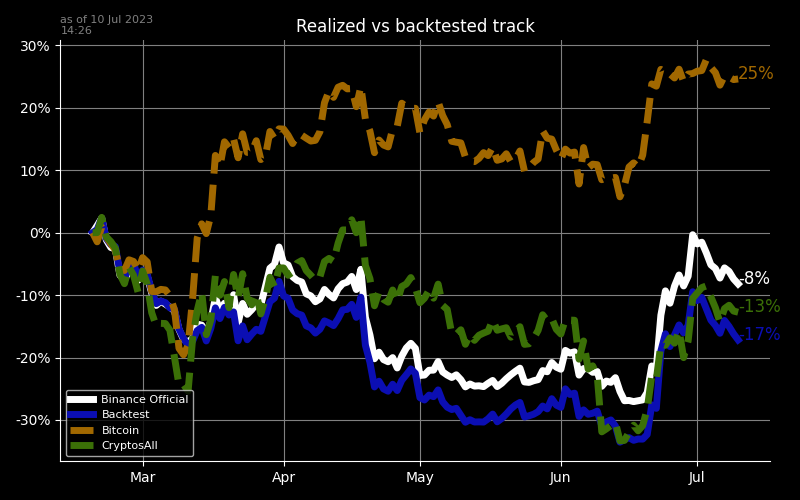 as of 10 Jul 2023
14:26
Realized vs backtested track
30%
20%
10%
0%
-10%
-20%
-30%
25%
-8%
-13%
-17%
Binance Official
Backtest
Bitcoin
CryptosAll
Mar
Apr
May
Jun
Jul